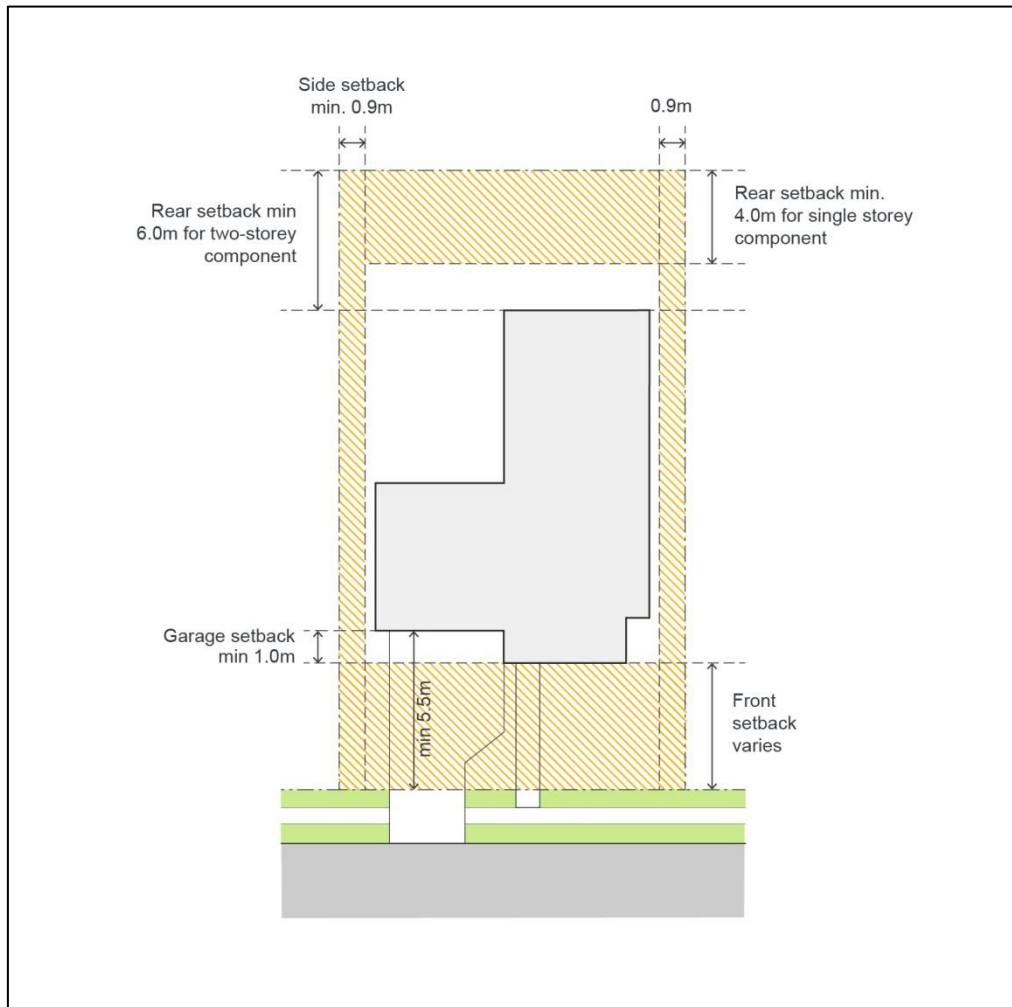 Side setback
min. 0.9m
0.9m
Rear setback min
6.0m for two-storey
component
Rear setback min.
4.0m for single storey
component
Garage setback
min 1.0m
min 5.5m
Front
setback
varies